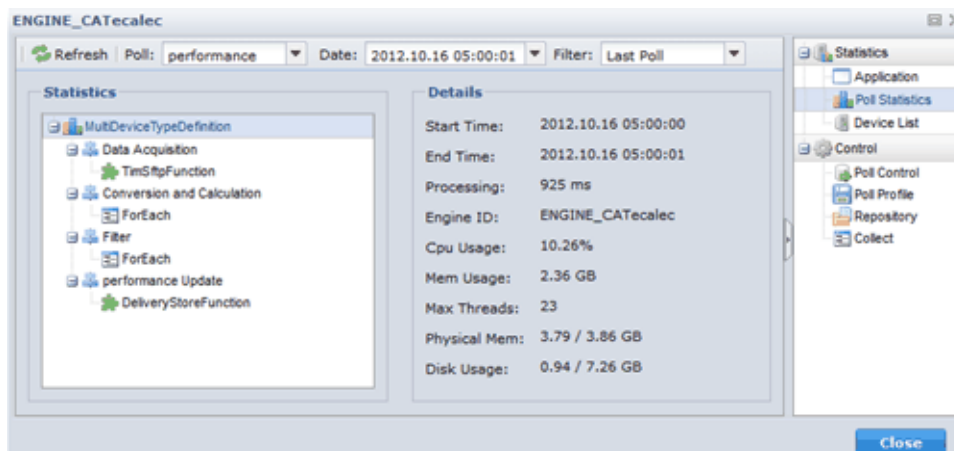 ENGINE_CATecalec
Refresh Poll: performance Date: 2012.10.16 05:00:01 Filter: Last Poll
Statistics
MultiDeviceTypeDefinition
Data Acquisition
TimSftpFunction
Conversion and Calculation
ForEach
Filter
ForEach
performance Update
DeliveryStoreFunction
Details
Start Time: 2012.10.16 05:00:00
End Time: 2012.10.16 05:00:01
Processing: 925 ms
Engine ID: ENGINE_CATecalec
Cpu Usage: 10.26%
Mem Usage: 2.36 GB
Max Threads: 23
Physical Mem: 3.79 / 3.86 GB
Disk Usage: 0.94 / 7.26 GB
Statistics
Application
Poll Statistics
Device List
Control
Poll Control
Poll Profile
Repository
Collect
Close